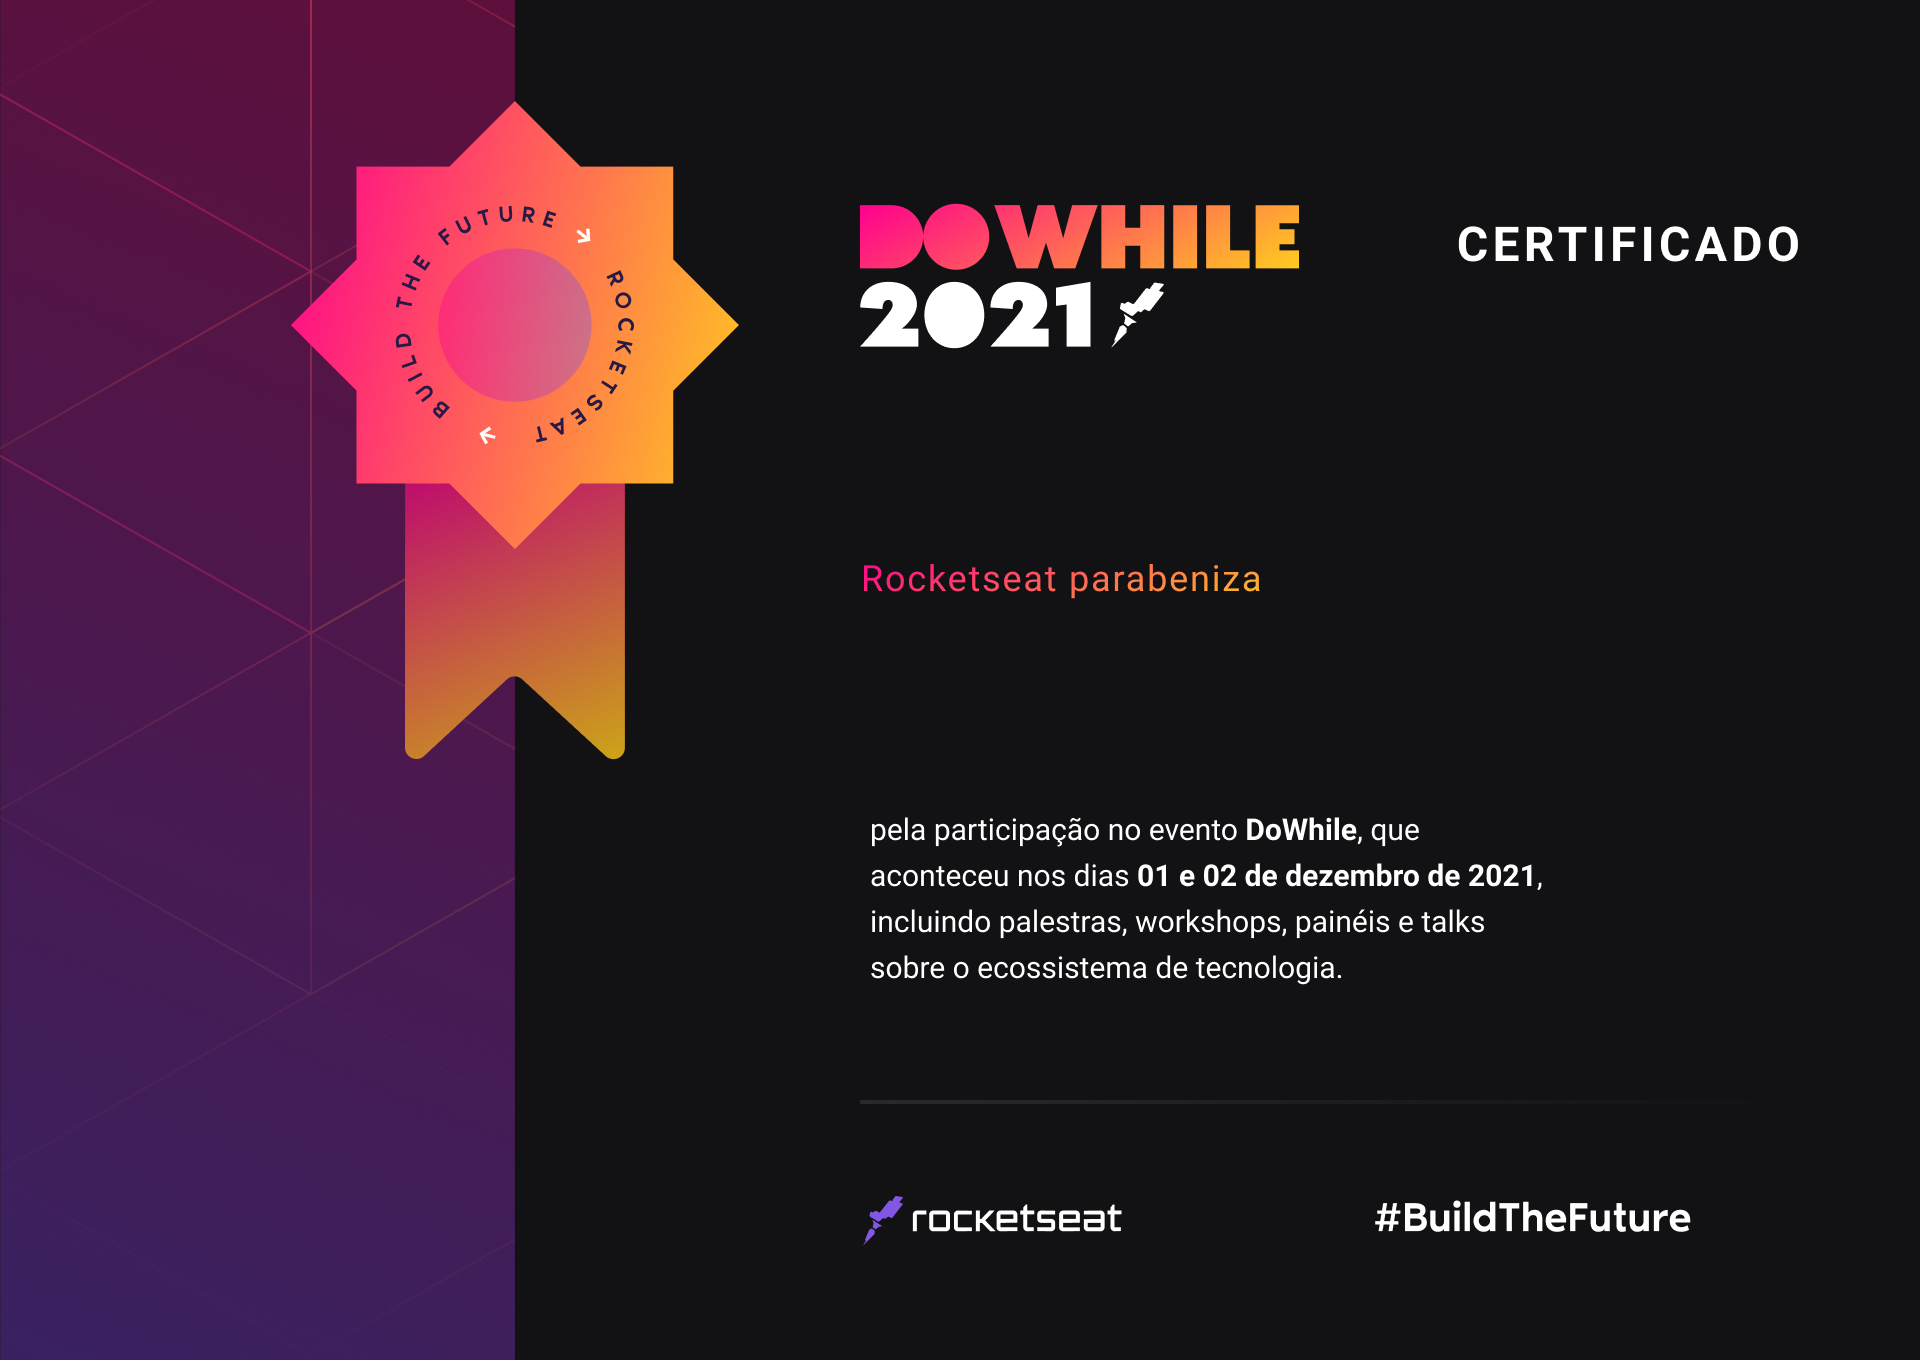 BUILD THE FUTURE
ROCKETSEAT
DOWHILE
2021
CERTIFICADO
Rocketseat parabeniza
pela participação no evento DoWhile, que
aconteceu nos dias 01 e 02 de dezembro de 2021,
incluindo palestras, workshops, painéis e talks
sobre o ecossistema de tecnologia.
rocketseat
#BuildTheFuture